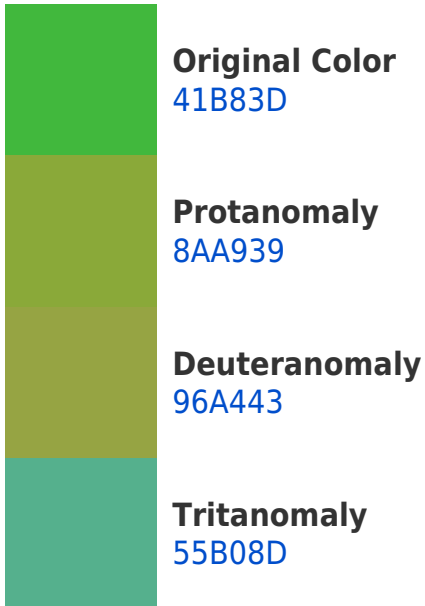 Original Color
41B83D
Protanomaly
8AA939
Deuteranomaly
96A443
Tritanomaly
55B08D